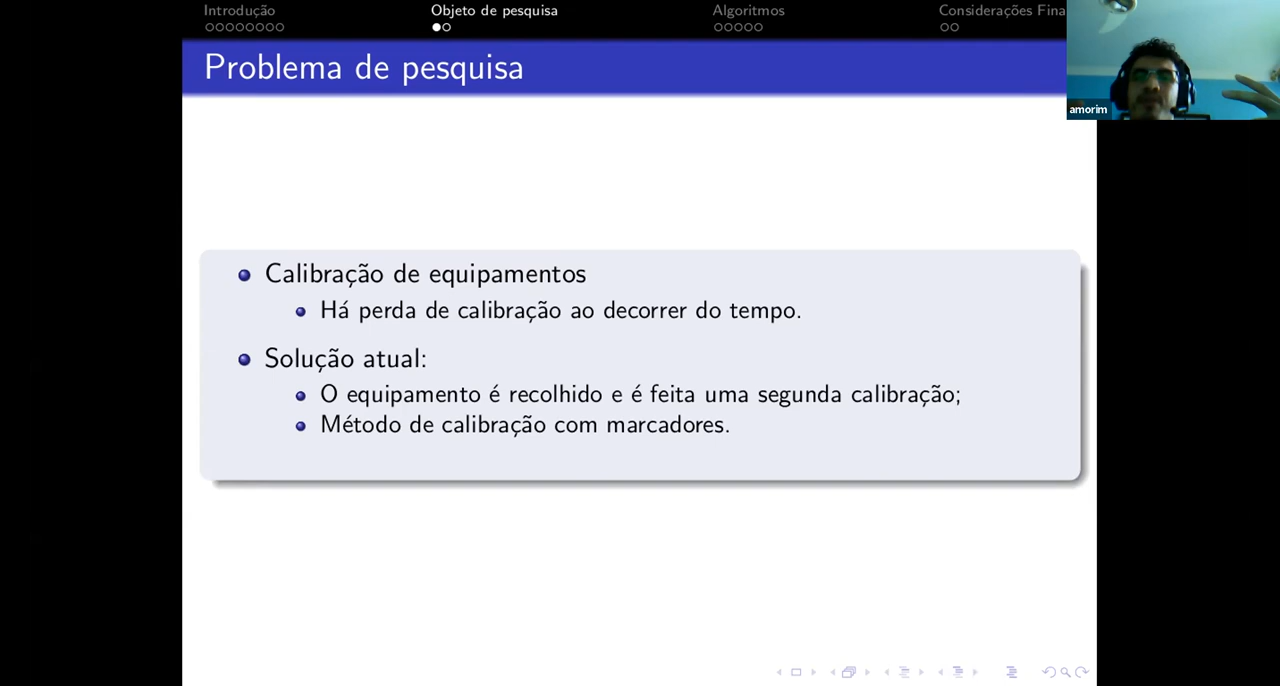 Introdução
Objeto de pesquisa
Algoritmos
Considerações Fina
Problema de pesquisa
amorim
Calibração de equipamentos
Há perda de calibração ao decorrer do tempo.
Solução atual:
O equipamento é recolhido e é feita uma segunda calibração;
Método de calibração com marcadores.